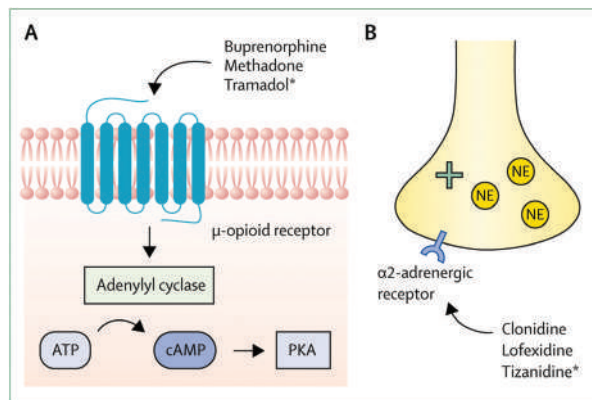 A
Buprenorphine
Methadone
Tramadol*
μ-opioid receptor
Adenylyl cyclase
ATP
cAMP
PKA
B
NE
NE
NE
α2-adrenergic
receptor
Clonidine
Lofexidine
Tizanidine*